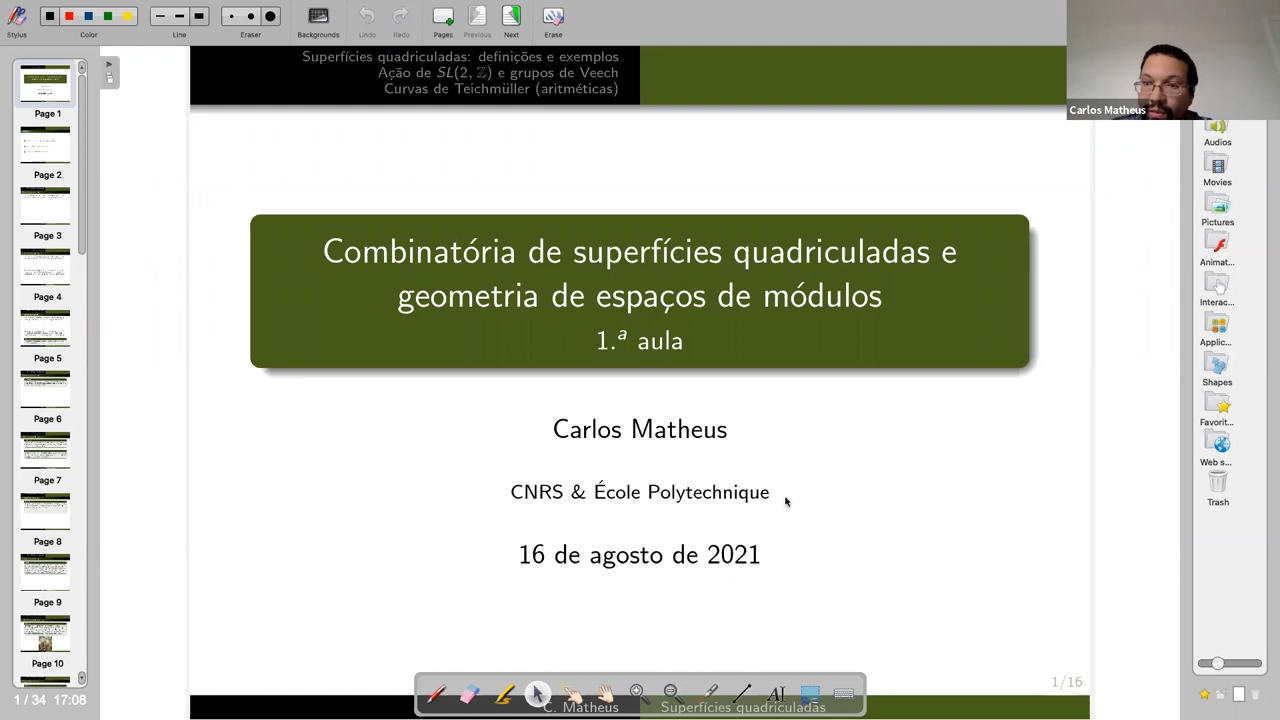 Stylus
Color
Line
Eraser
Backgrounds
Undo
Redo
Pages
Previous
Next
Erase
Superfícies quadriculadas: definições e exemplos
Ação de SL(2, ℤ) e grupos de Veech
Curvas de Teichmüller (aritméticas)
Carlos Matheus
Page 1
Page 2
Page 3
Page 4
Page 5
Page 6
Page 7
Page 8
Page 9
Page 10
Combinatória de superfícies quadriculadas e
geometria de espaços de módulos
1.ª aula
Carlos Matheus
CNRS & École Polytechnique
16 de agosto de 2021
Audios
Movies
Pictures
Animat...
Interac...
Applic...
Shapes
Favorit...
Web s...
Trash
1/16
1 / 34 17:08
C. Matheus
Superfícies quadriculadas